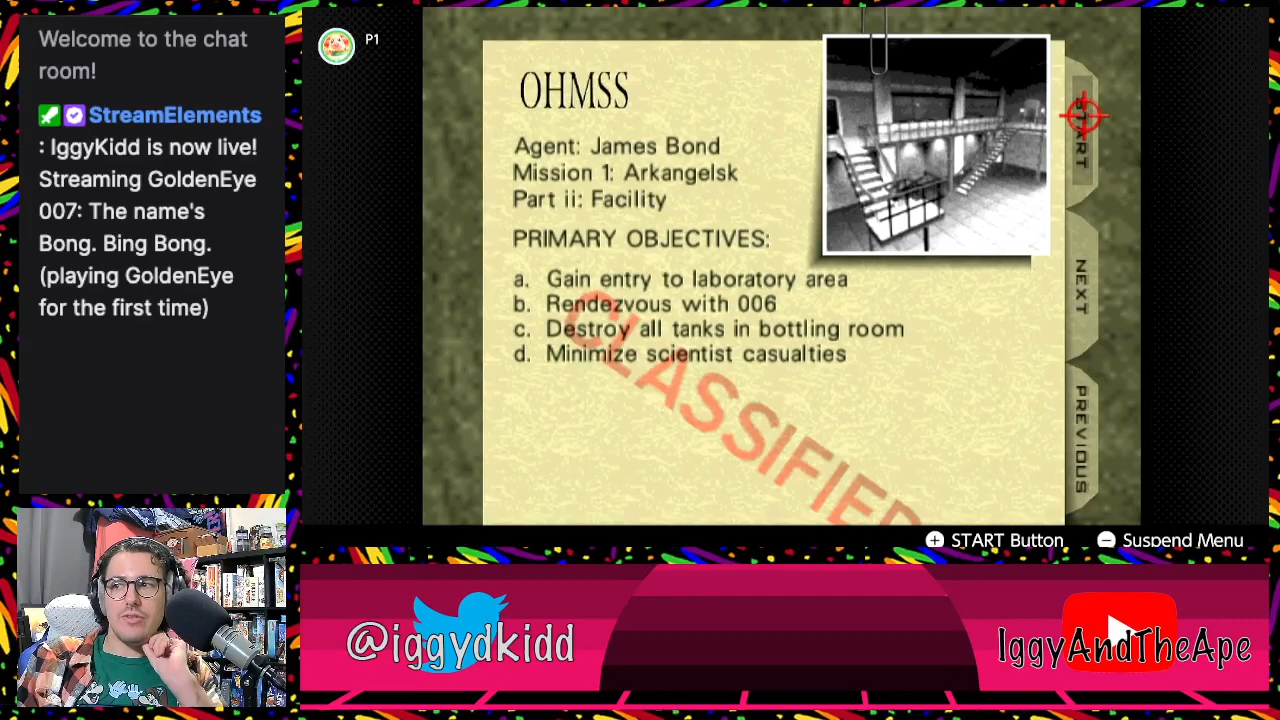 Welcome to the chat
room!
StreamElements
: IggyKidd is now live!
Streaming GoldenEye
007: The name's
Bong. Bing Bong.
(playing GoldenEye
for the first time)
P1
OHMSS
Agent: James Bond
Mission 1: Arkangelsk
Part ii: Facility
PRIMARY OBJECTIVES:
a. Gain entry to laboratory area
b. Rendezvous with 006
c. Destroy all tanks in bottling room
d. Minimize scientist casualties
CLASSIFIED
START
NEXT
PREVIOUS
START Button
Suspend Menu
@iggydkidd
IggyAndTheApe